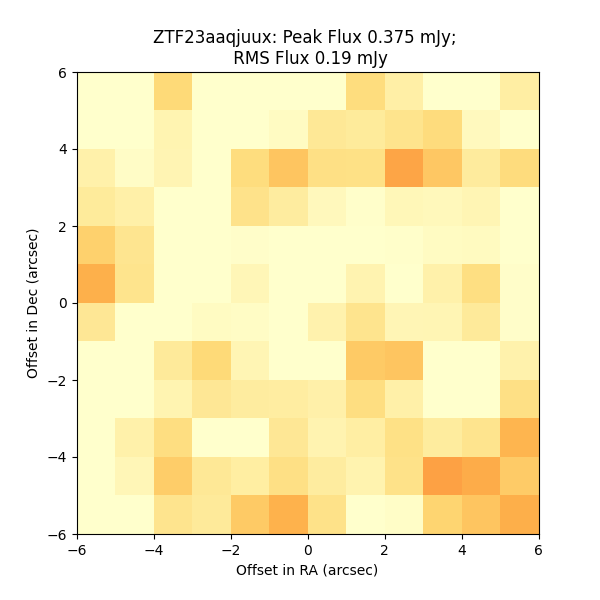 ZTF23aaqjuux: Peak Flux 0.375 mJy;
RMS Flux 0.19 mJy
6
4
2
0
−2
−4
−6
Offset in Dec (arcsec)
−6 −4 −2 0 2 4 6
Offset in RA (arcsec)